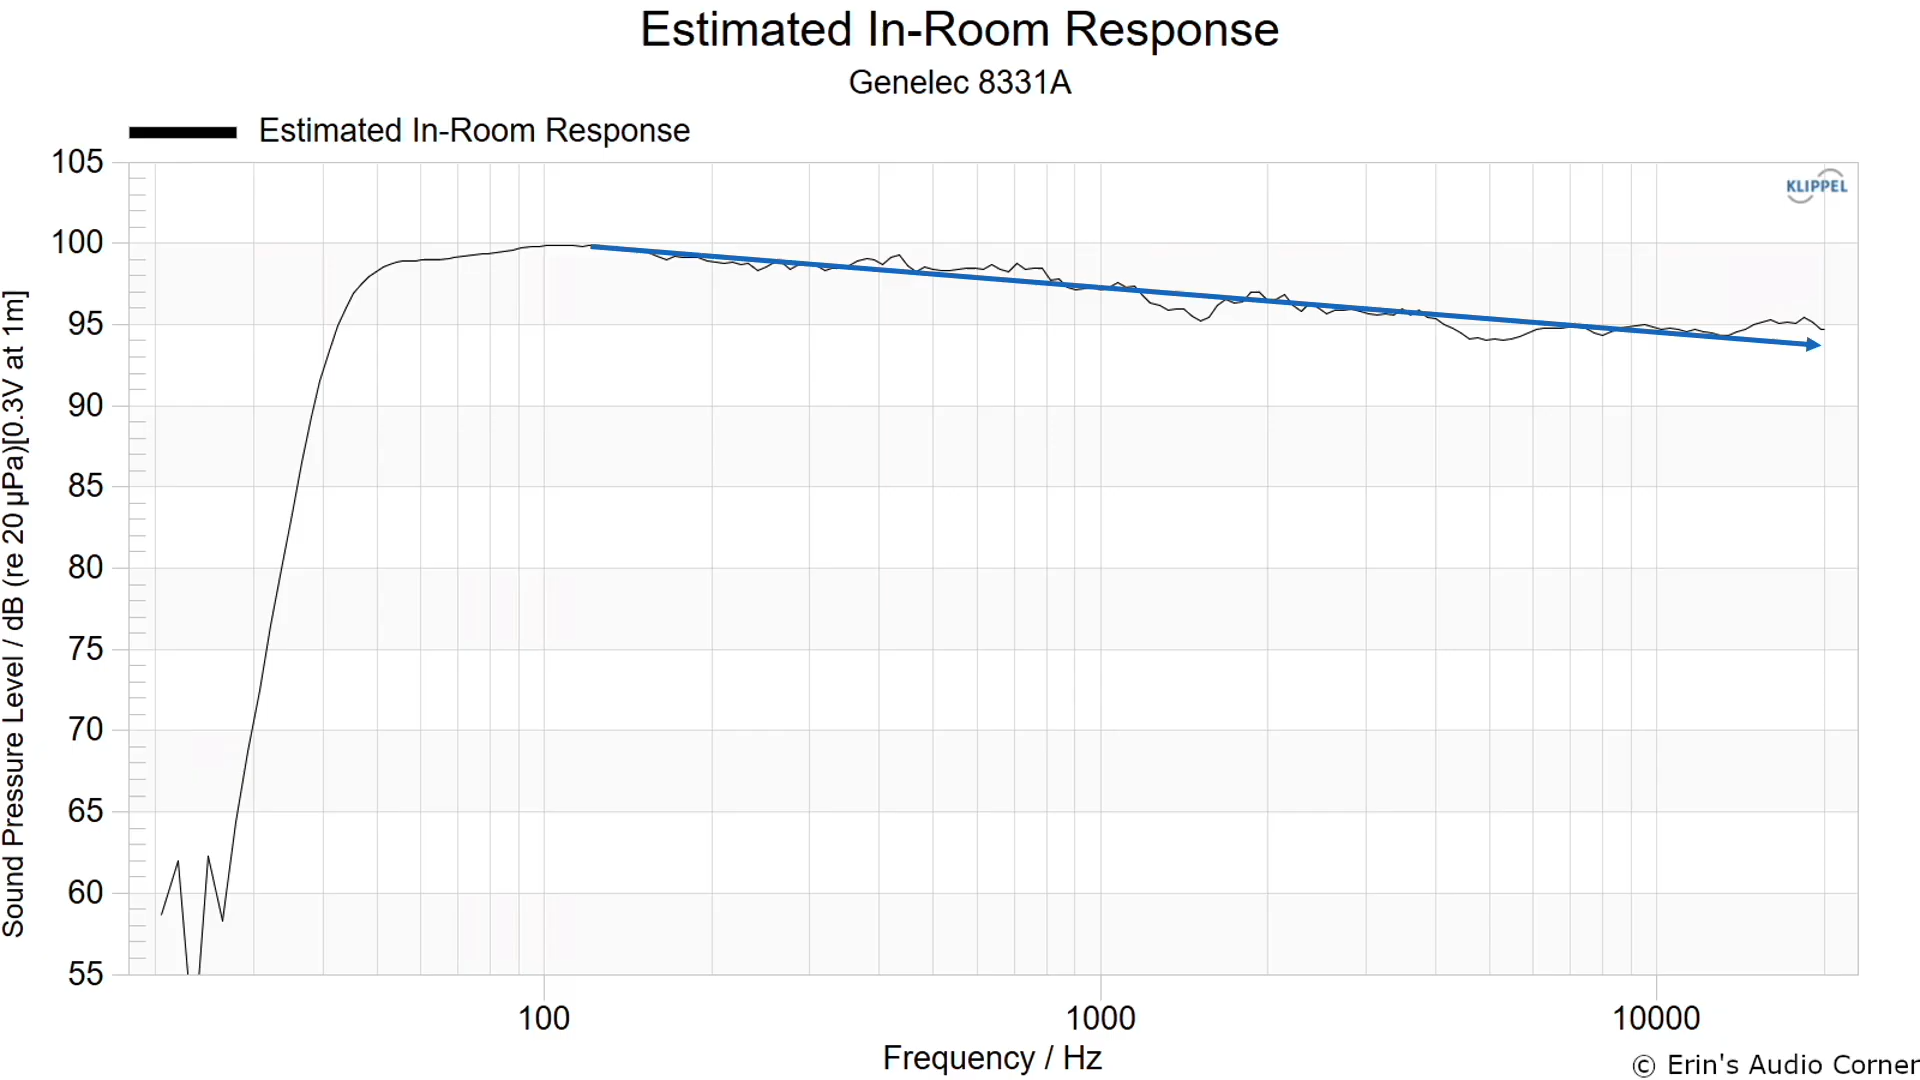 Estimated In-Room Response
Genelec 8331A
Estimated In-Room Response
KLIPPEL
105
100
95
90
85
80
75
70
65
60
55
Sound Pressure Level / dB (re 20 µPa)[0.3V at 1m]
100
1000
10000
Frequency / Hz
© Erin's Audio Corner